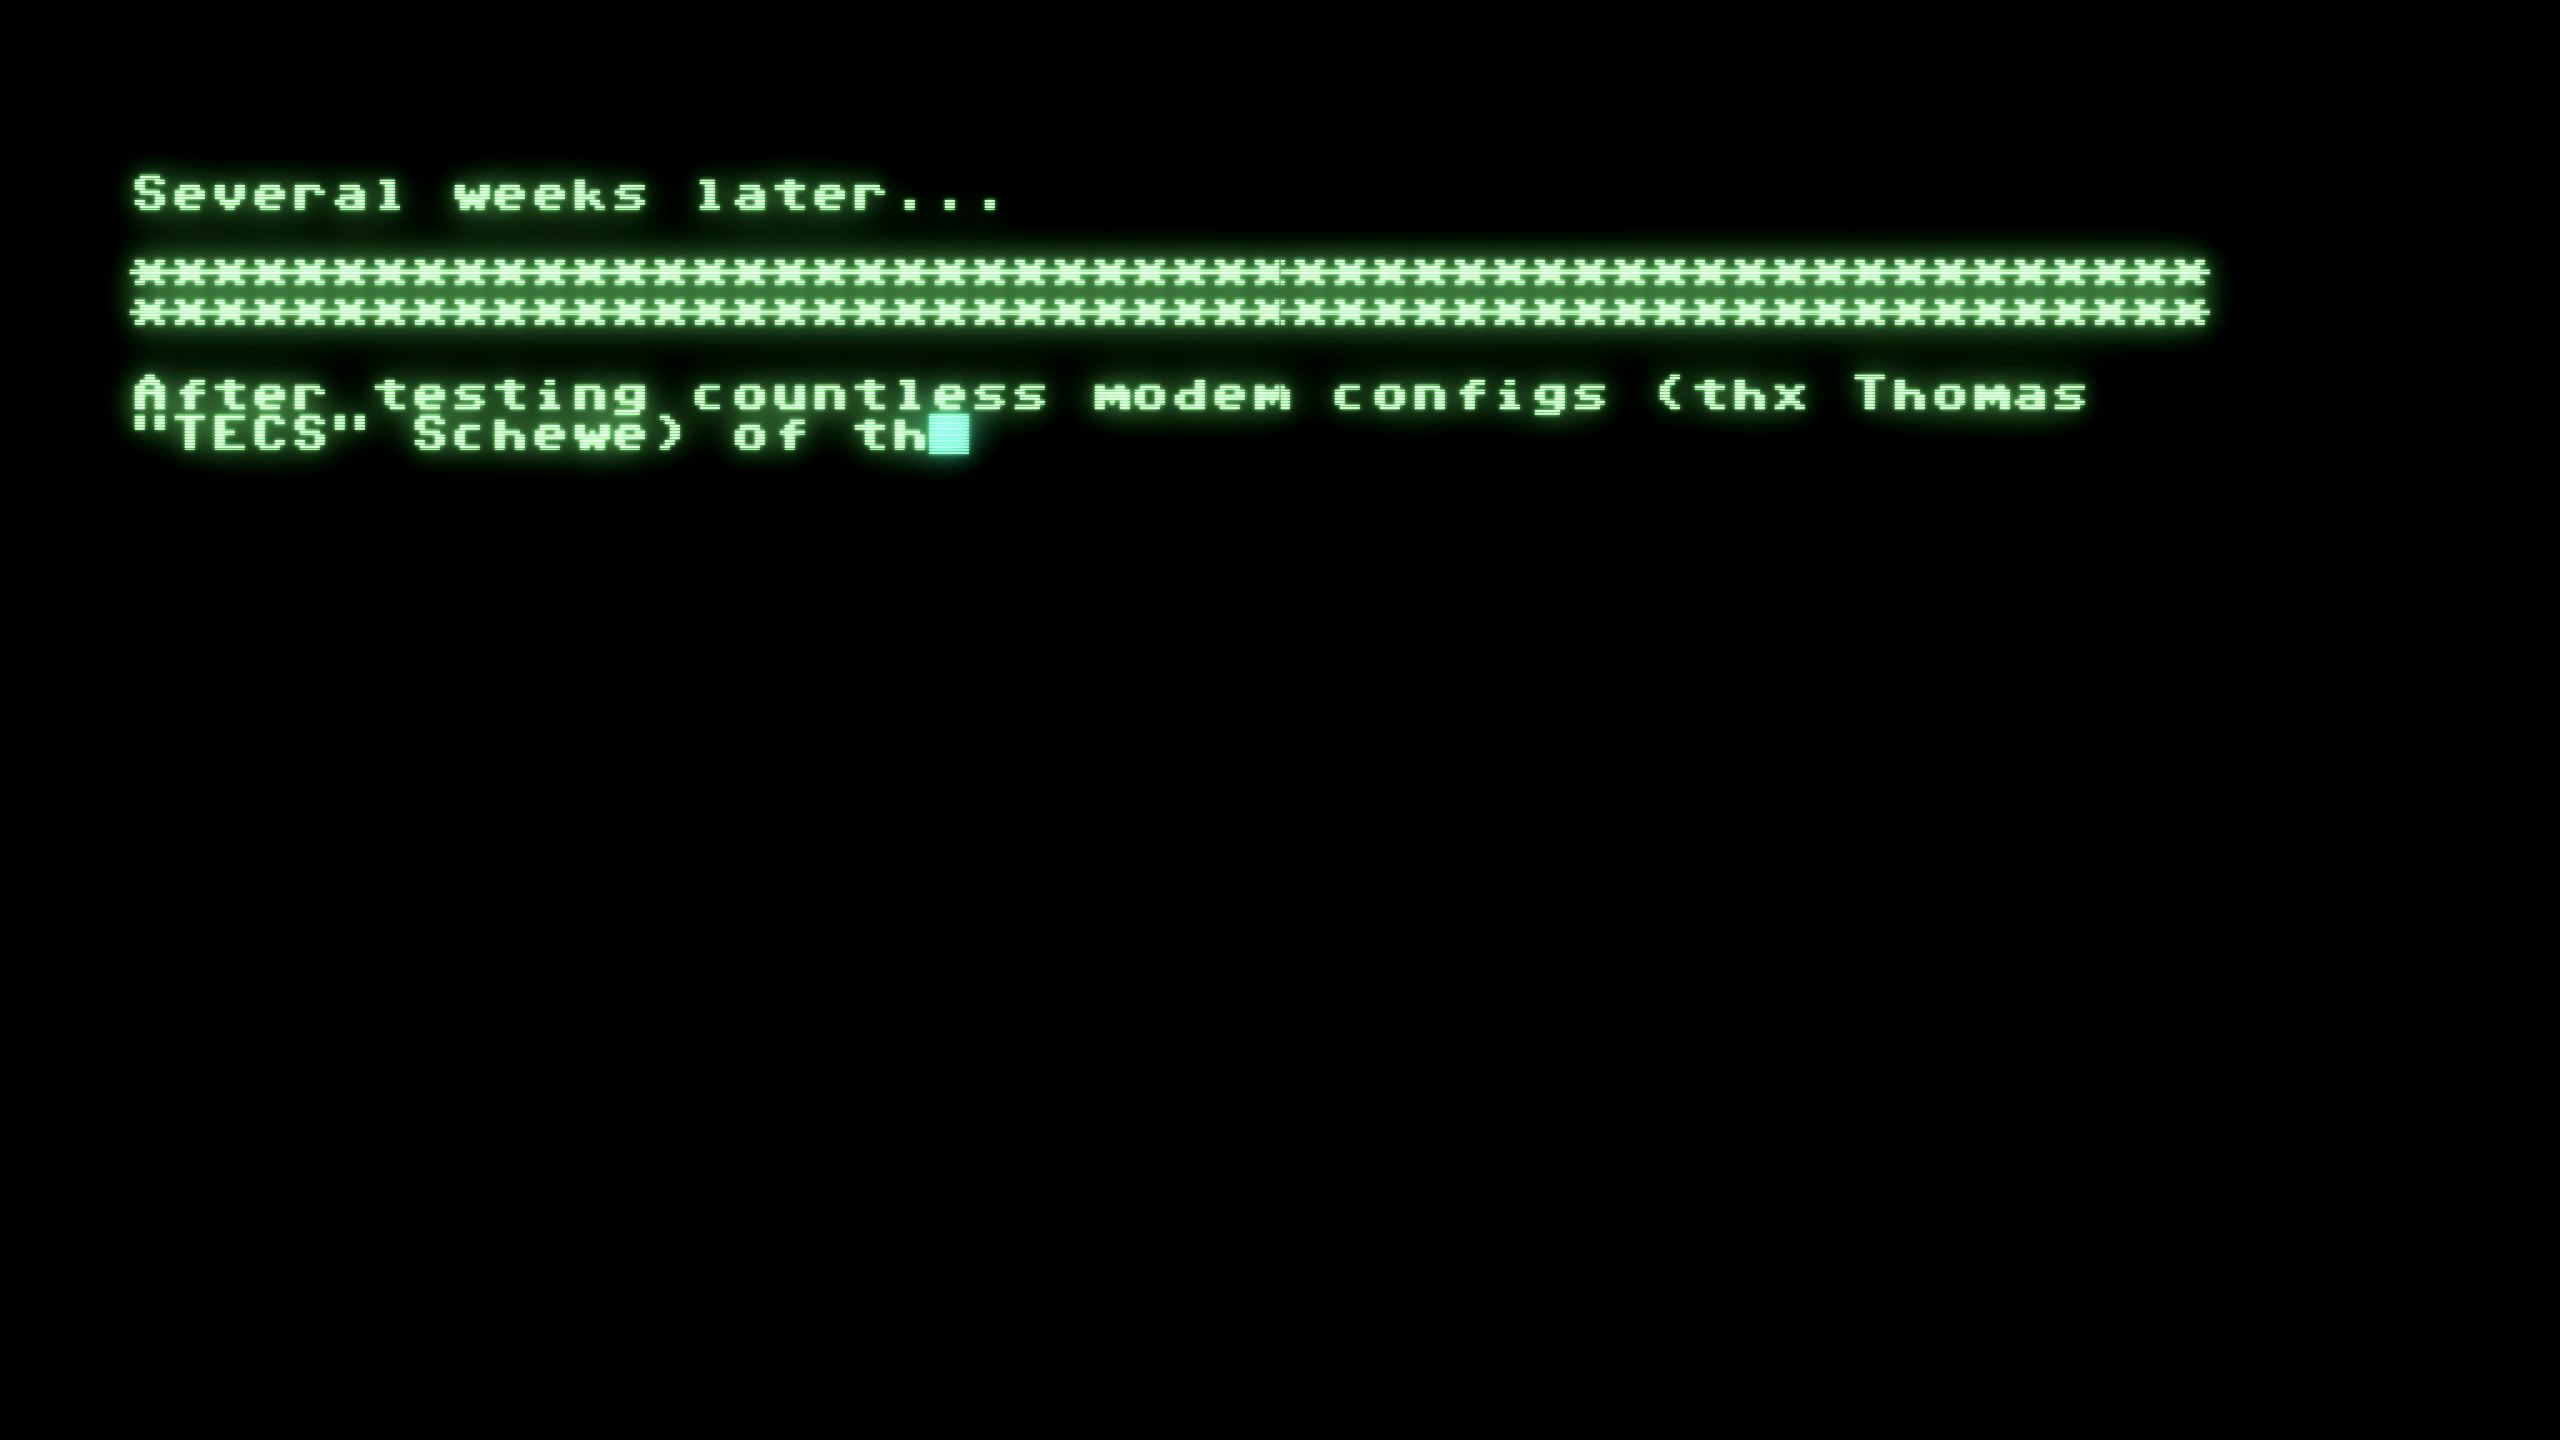 Several weeks later...
****************************************************
****************************************************
After testing countless modem configs (thx Thomas
"TECS" Schewe) of th